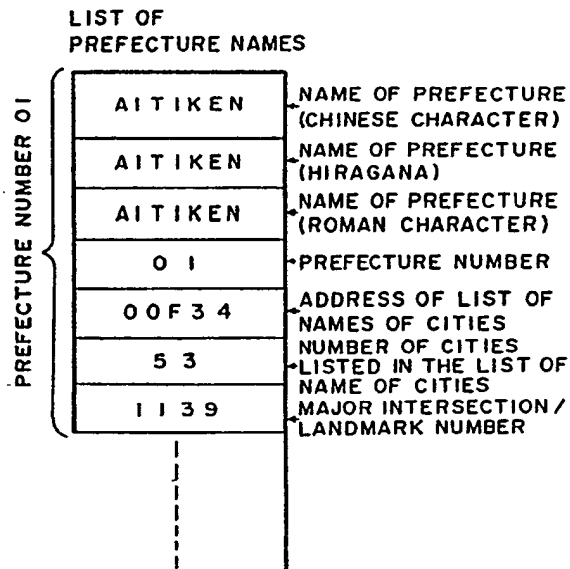 LIST OF
PREFECTURE NAMES
PREFECTURE NUMBER 01
AITIKEN
NAME OF PREFECTURE
(CHINESE CHARACTER)
AITIKEN
NAME OF PREFECTURE
(HIRAGANA)
AITIKEN
NAME OF PREFECTURE
(ROMAN CHARACTER)
01
PREFECTURE NUMBER
00F34
ADDRESS OF LIST OF
NAMES OF CITIES
53
NUMBER OF CITIES
LISTED IN THE LIST OF
NAME OF CITIES
1139
MAJOR INTERSECTION/
LANDMARK NUMBER